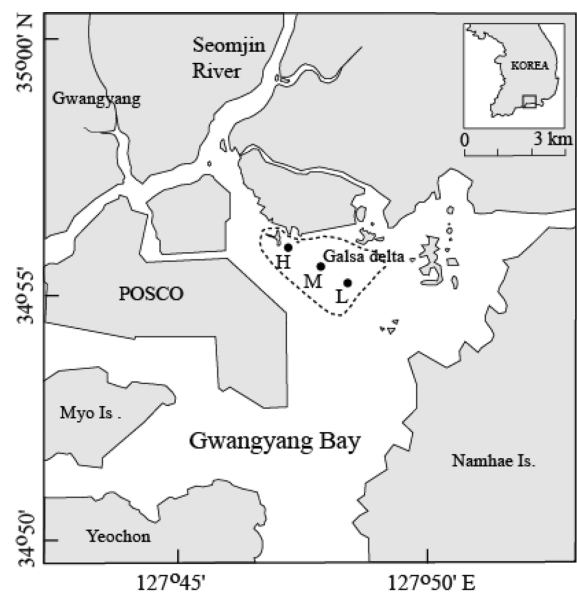 35°00' N
Seomjin
River
KOREA
Gwangyang
0
3 km
H
Galsa delta
M
L
34°55'
POSCO
Myo Is .
Gwangyang Bay
Namhae Is.
34°50'
Yeochon
127°45'
127°50' E